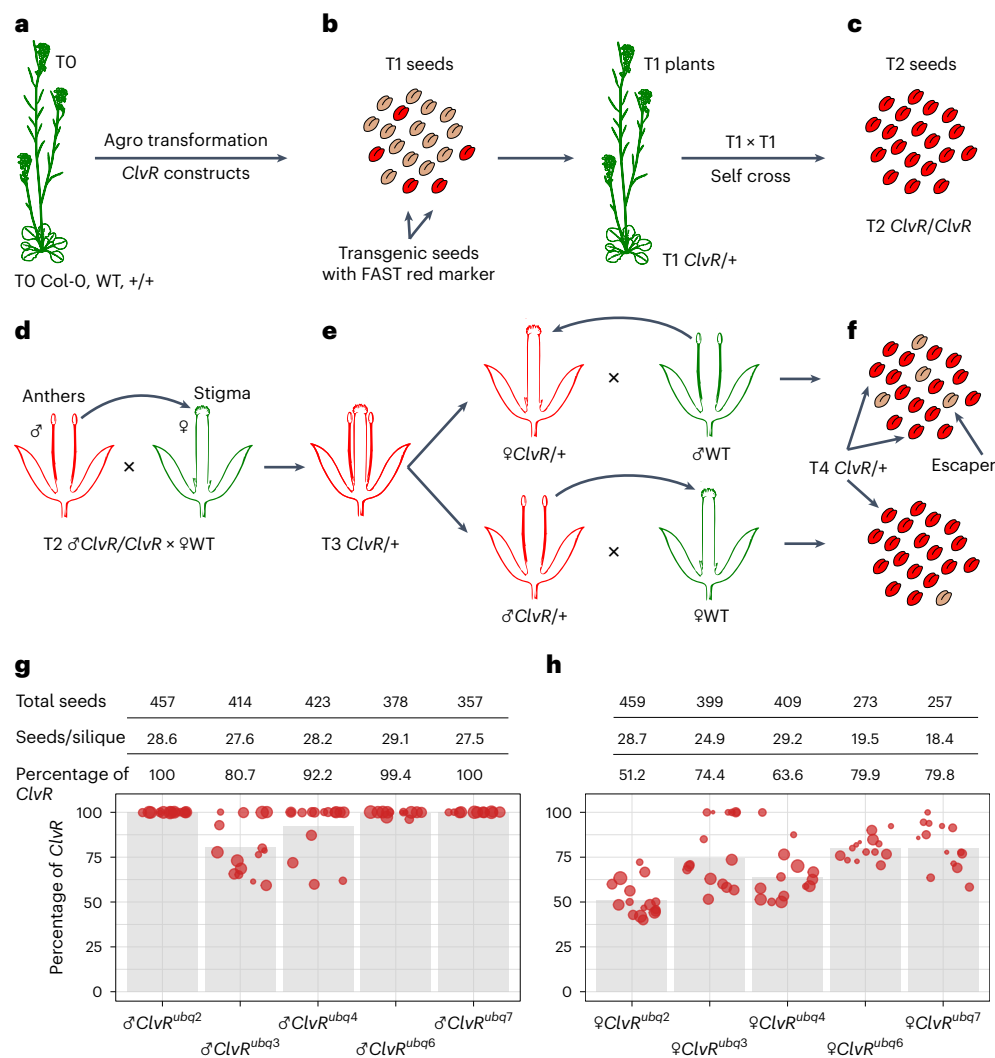 a
T0
Agro transformation
ClvR constructs
T0 Col-0, WT, +/+
b
T1 seeds
Transgenic seeds
with FAST red marker
T1 plants
T1 ClvR/+
T1 × T1
Self cross
c
T2 seeds
T2 ClvR/ClvR
d
Anthers
♂
Stigma
♀
×
T2 ♂ClvR/ClvR × ♀WT
e
T3 ClvR/+
×
♀ClvR/+
♂WT
×
♂ClvR/+
♀WT
f
T4 ClvR/+
Escaper
g
Total seeds 457 414 423 378 357
Seeds/silique 28.6 27.6 28.2 29.1 27.5
Percentage of ClvR 100 80.7 92.2 99.4 100
Percentage of ClvR
100
75
50
25
0
♂ClvR^ubq2 ♂ClvR^ubq3 ♂ClvR^ubq4 ♂ClvR^ubq6 ♂ClvR^ubq7
h
459 399 409 273 257
28.7 24.9 29.2 19.5 18.4
51.2 74.4 63.6 79.9 79.8
100
75
50
25
0
♀ClvR^ubq2 ♀ClvR^ubq3 ♀ClvR^ubq4 ♀ClvR^ubq6 ♀ClvR^ubq7